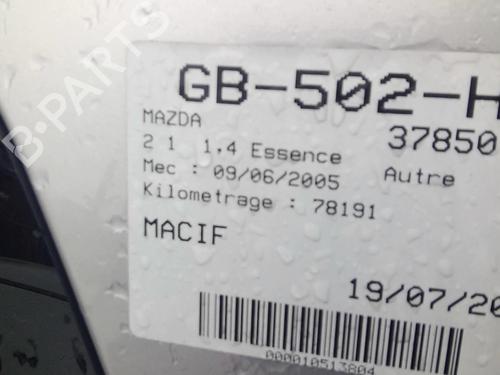 B-PARTS
GB-502-H
MAZDA 37850
2 1 1.4 Essence
Mec : 09/06/2005 Autre
Kilometrage : 78191
MACIF
19/07/20
000010513804